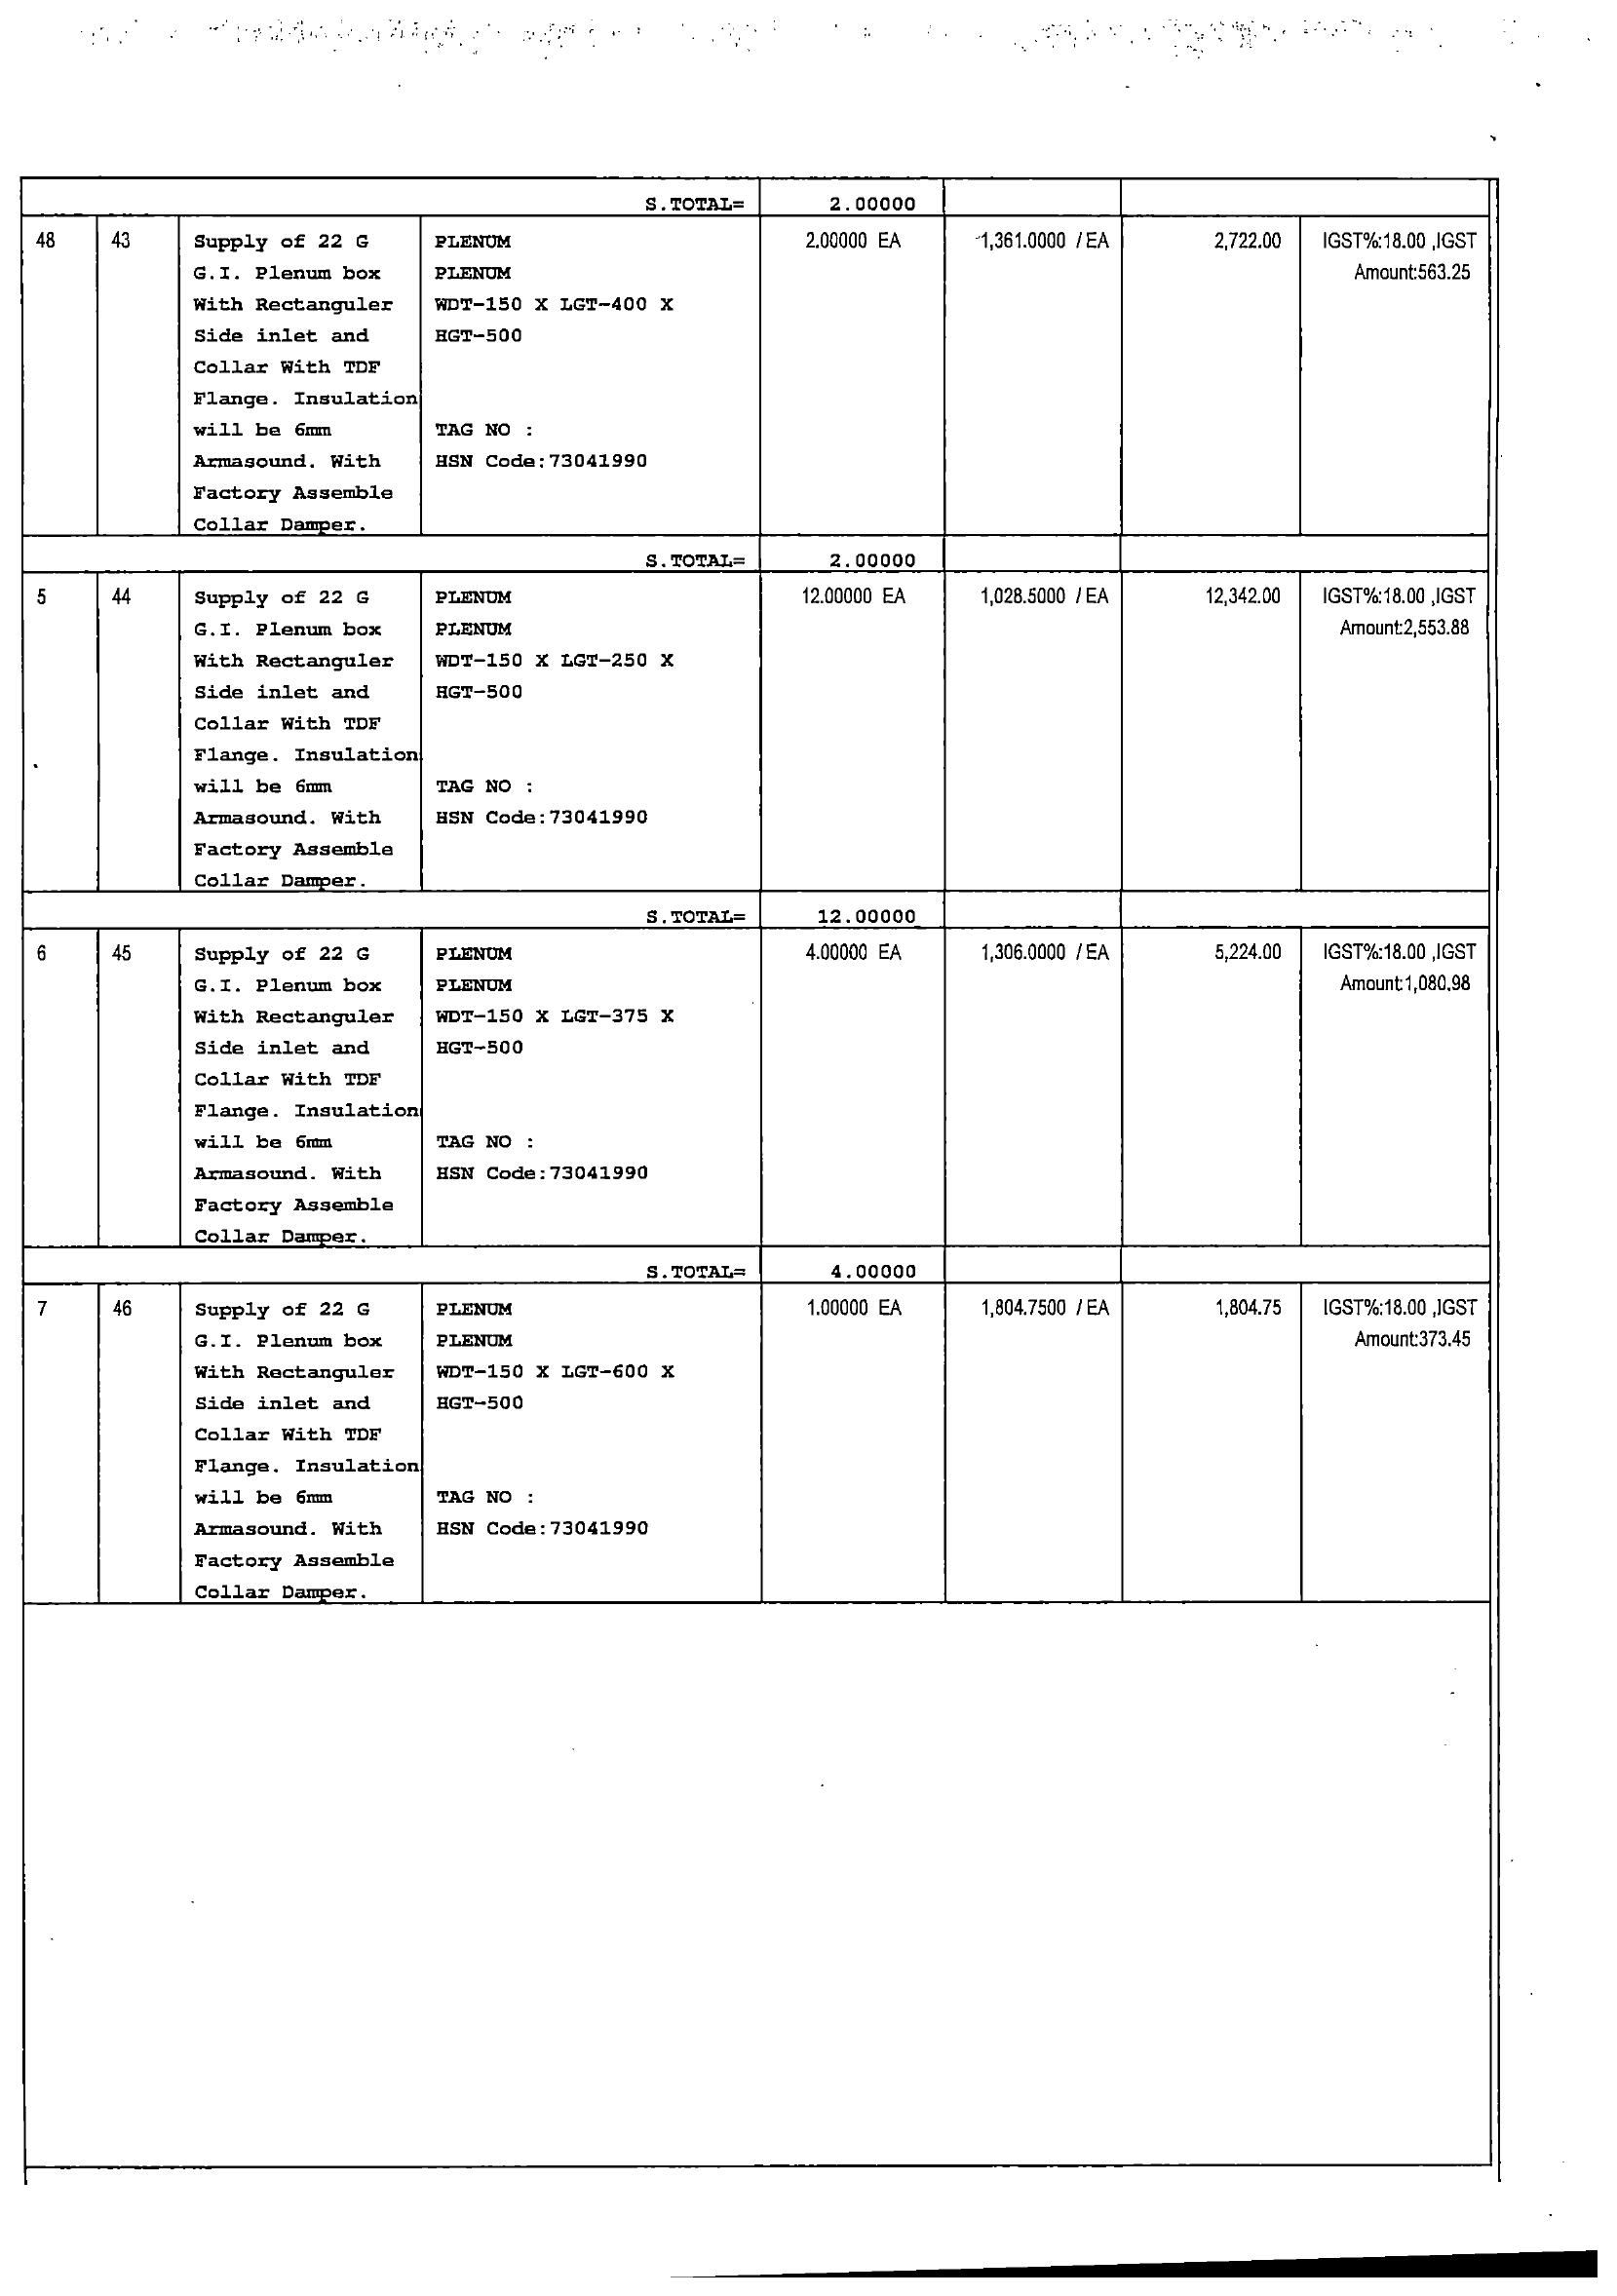 S.TOTAL= 2.00000
48 43 Supply of 22 G PLENUM 2.00000 EA 1,361.0000 / EA 2,722.00 IGST%:18.00 ,IGST
G.I. Plenum box PLENUM Amount:563.25
With Rectanguler WDT-150 X LGT-400 X
Side inlet and HGT-500
Collar With TDF
Flange. Insulation
will be 6mm TAG NO :
Armasound. With HSN Code:73041990
Factory Assemble
Collar Damper.
S.TOTAL= 2.00000
5 44 Supply of 22 G PLENUM 12.00000 EA 1,028.5000 / EA 12,342.00 IGST%:18.00 ,IGST
G.I. Plenum box PLENUM Amount:2,553.88
With Rectanguler WDT-150 X LGT-250 X
Side inlet and HGT-500
Collar With TDF
Flange. Insulation
will be 6mm TAG NO :
Armasound. With HSN Code:73041990
Factory Assemble
Collar Damper.
S.TOTAL= 12.00000
6 45 Supply of 22 G PLENUM 4.00000 EA 1,306.0000 / EA 5,224.00 IGST%:18.00 ,IGST
G.I. Plenum box PLENUM Amount:1,080.98
With Rectanguler WDT-150 X LGT-375 X
Side inlet and HGT-500
Collar With TDF
Flange. Insulation
will be 6mm TAG NO :
Armasound. With HSN Code:73041990
Factory Assemble
Collar Damper.
S.TOTAL= 4.00000
7 46 Supply of 22 G PLENUM 1.00000 EA 1,804.7500 / EA 1,804.75 IGST%:18.00 ,IGST
G.I. Plenum box PLENUM Amount:373.45
With Rectanguler WDT-150 X LGT-600 X
Side inlet and HGT-500
Collar With TDF
Flange. Insulation
will be 6mm TAG NO :
Armasound. With HSN Code:73041990
Factory Assemble
Collar Damper.